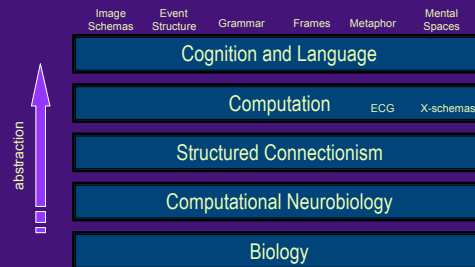 Image Schemas
Event Structure
Grammar
Frames
Metaphor
Mental Spaces
Cognition and Language
Computation
ECG
X-schemas
abstraction
Structured Connectionism
Computational Neurobiology
Biology